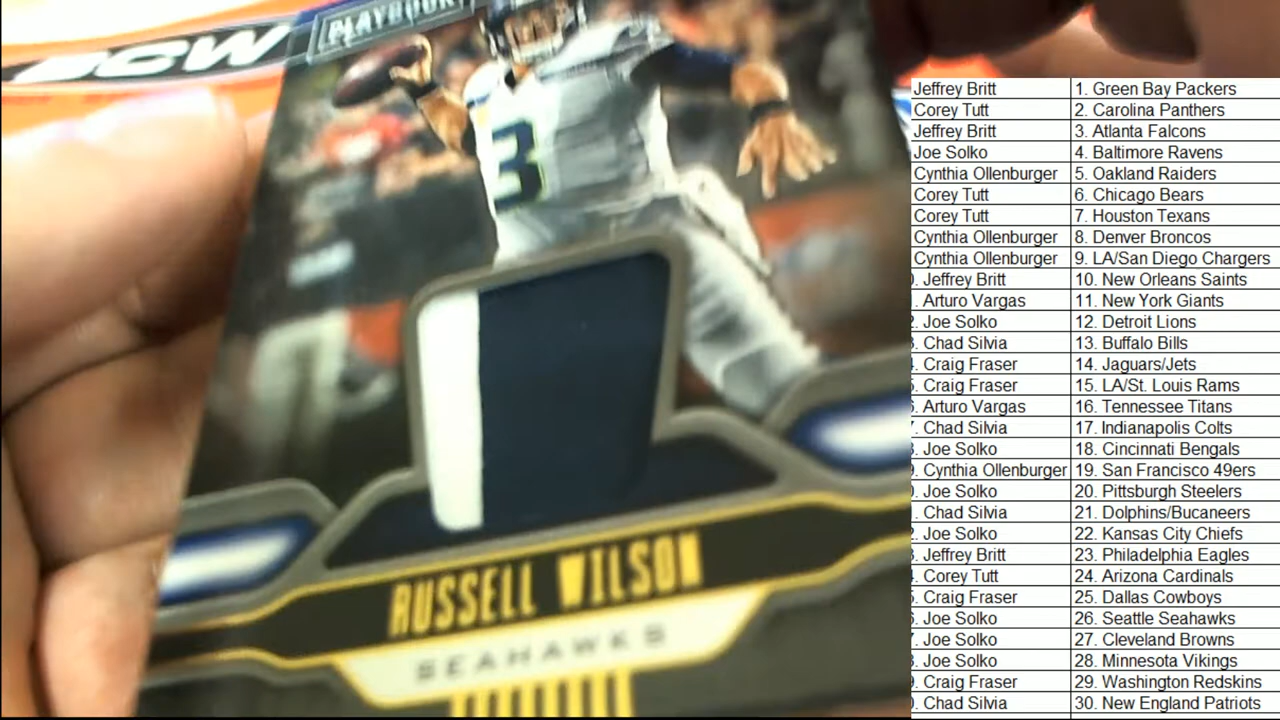 BCW
PLAYBOOK
3
RUSSELL WILSON
SEAHAWKS
Jeffrey Britt 1. Green Bay Packers
Corey Tutt 2. Carolina Panthers
Jeffrey Britt 3. Atlanta Falcons
Joe Solko 4. Baltimore Ravens
Cynthia Ollenburger 5. Oakland Raiders
Corey Tutt 6. Chicago Bears
Corey Tutt 7. Houston Texans
Cynthia Ollenburger 8. Denver Broncos
Cynthia Ollenburger 9. LA/San Diego Chargers
. Jeffrey Britt 10. New Orleans Saints
. Arturo Vargas 11. New York Giants
. Joe Solko 12. Detroit Lions
. Chad Silvia 13. Buffalo Bills
. Craig Fraser 14. Jaguars/Jets
. Craig Fraser 15. LA/St. Louis Rams
. Arturo Vargas 16. Tennessee Titans
. Chad Silvia 17. Indianapolis Colts
. Joe Solko 18. Cincinnati Bengals
. Cynthia Ollenburger 19. San Francisco 49ers
. Joe Solko 20. Pittsburgh Steelers
. Chad Silvia 21. Dolphins/Bucaneers
. Joe Solko 22. Kansas City Chiefs
. Jeffrey Britt 23. Philadelphia Eagles
. Corey Tutt 24. Arizona Cardinals
. Craig Fraser 25. Dallas Cowboys
. Joe Solko 26. Seattle Seahawks
. Joe Solko 27. Cleveland Browns
. Joe Solko 28. Minnesota Vikings
. Craig Fraser 29. Washington Redskins
. Chad Silvia 30. New England Patriots